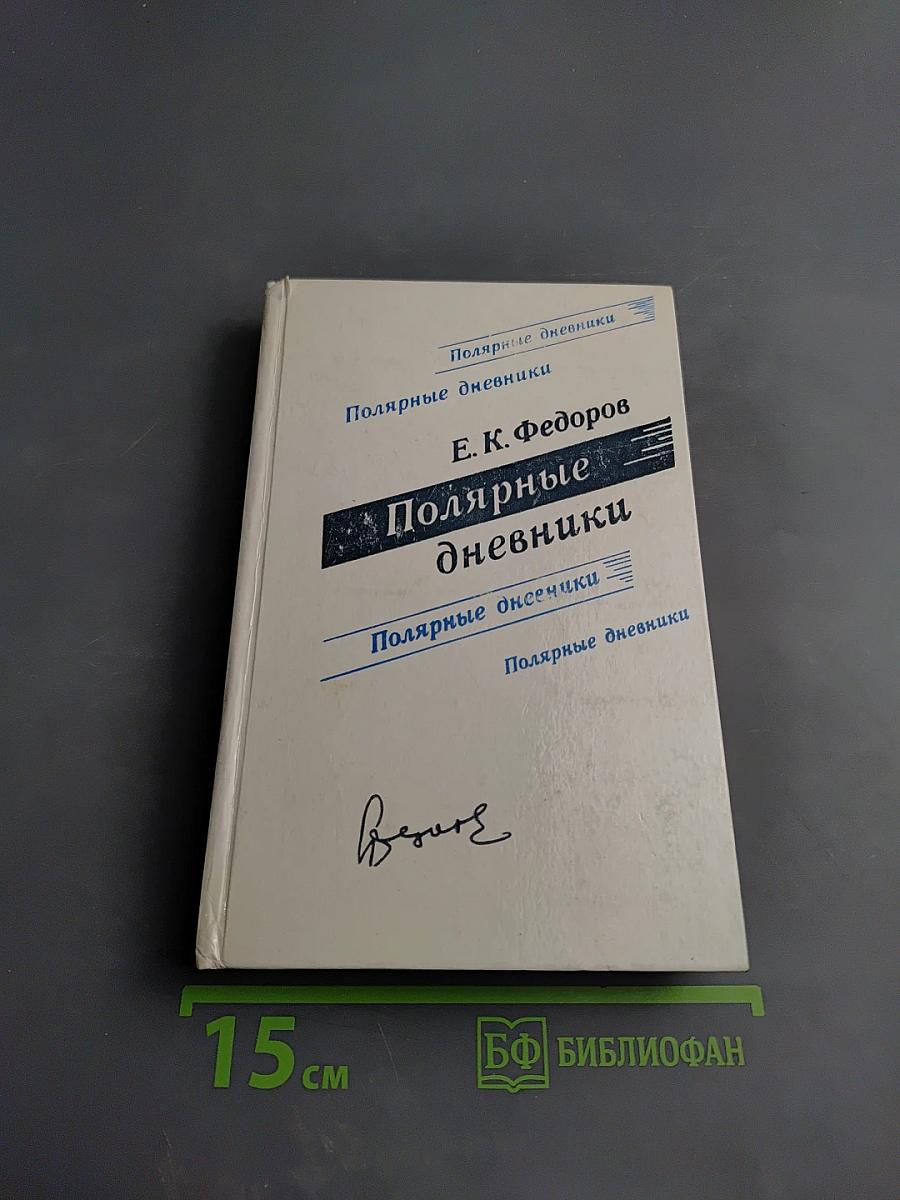 Полярные дневники
Полярные дневники
Е. К. Федоров
Полярные
дневники
Полярные дневники
Полярные дневники
15 см
БФ БИБЛИОФАН